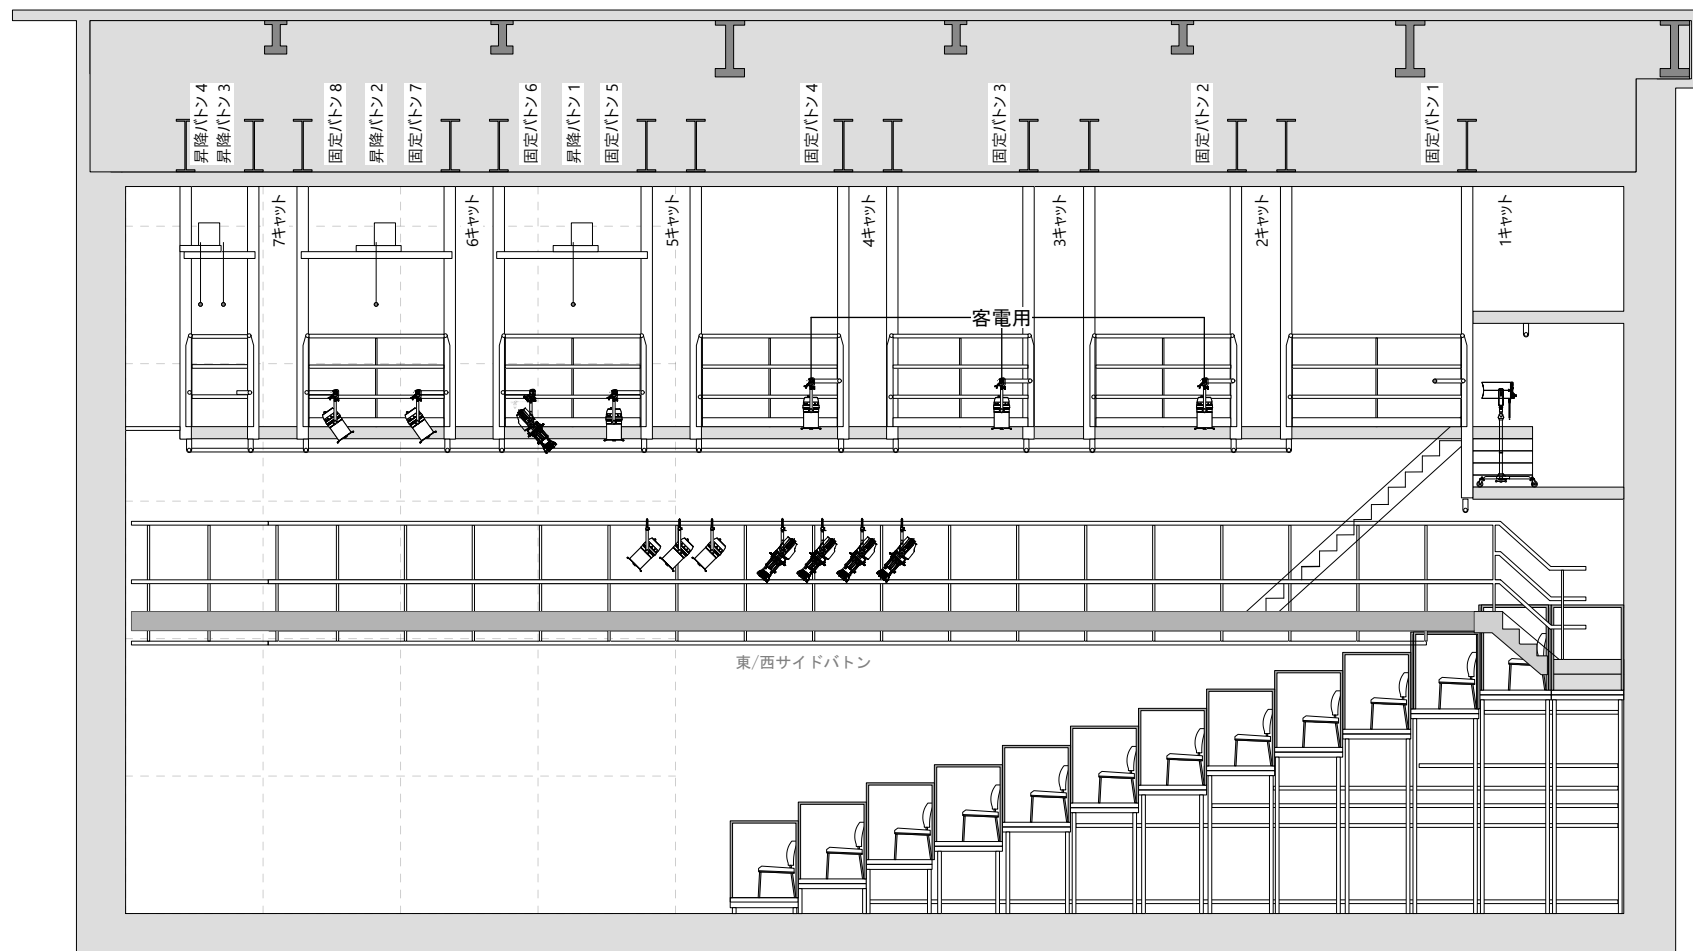 昇降バトン 4
昇降バトン 3
固定バトン 8
昇降バトン 2
固定バトン 7
固定バトン 6
昇降バトン 1
固定バトン 5
固定バトン 4
固定バトン 3
固定バトン 2
固定バトン 1
7キャット
6キャット
5キャット
4キャット
3キャット
2キャット
1キャット
客電用
東/西サイドバトン